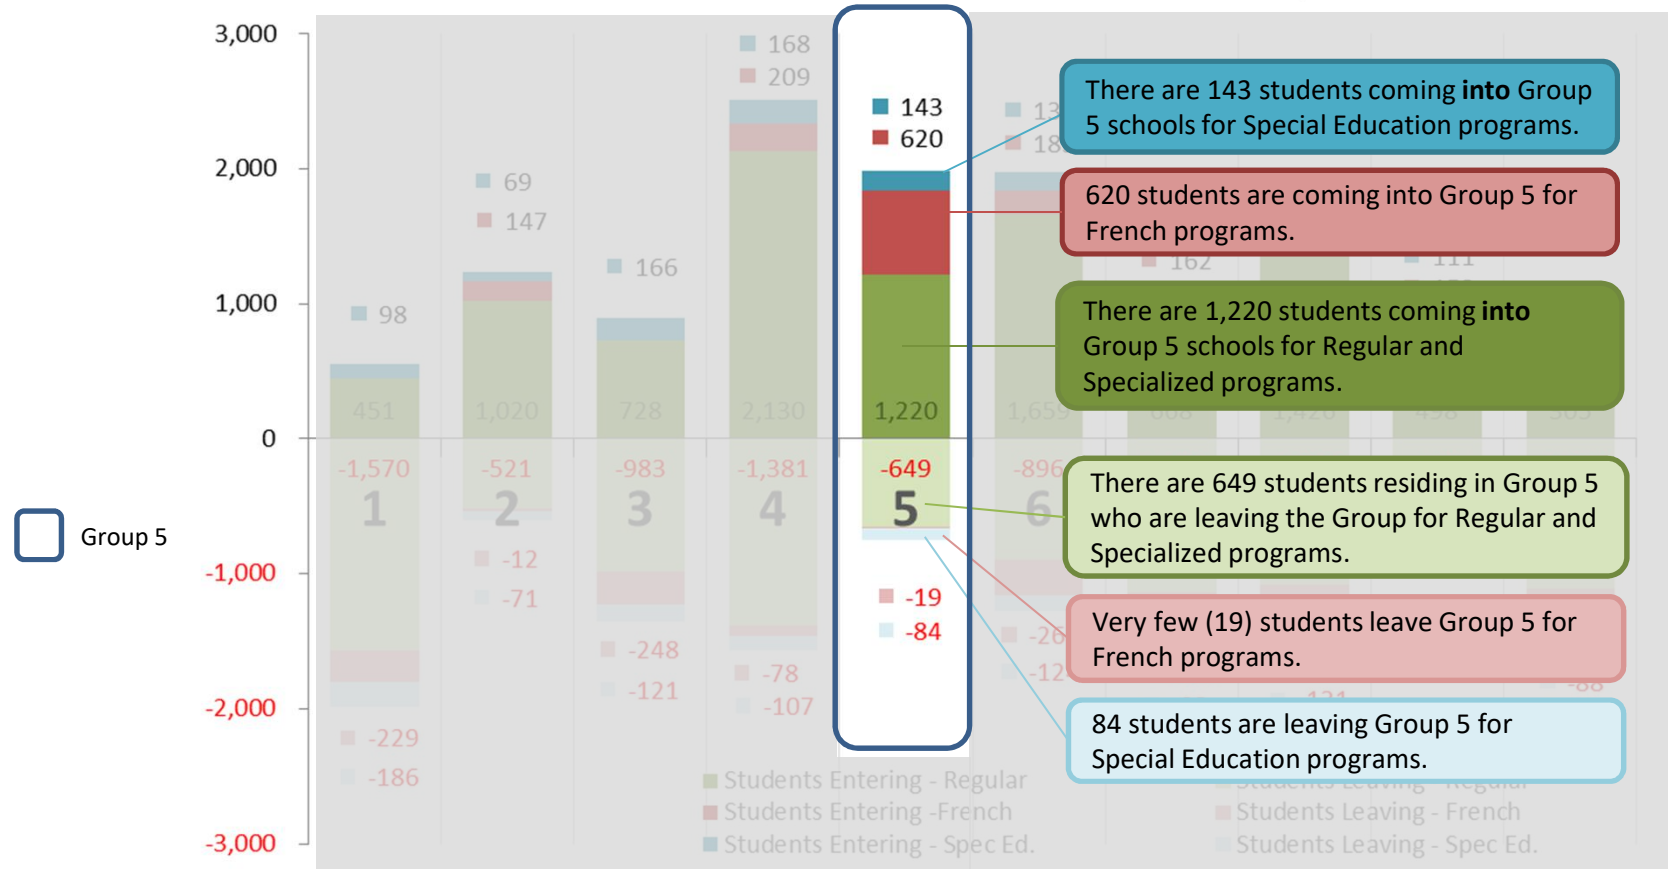 3,000
168
209
143
620
There are 143 students coming into Group
5 schools for Special Education programs.
2,000
69
147
620 students are coming into Group 5 for
French programs.
166
162
111
1,000
98
There are 1,220 students coming into
Group 5 schools for Regular and
Specialized programs.
451
1,020
728
2,130
1,220
1,659
0
-1,570
-521
-983
-1,381
-649
-896
1
2
3
4
5
6
There are 649 students residing in Group 5
who are leaving the Group for Regular and
Specialized programs.
Group 5
-1,000
-12
-71
-19
-84
-248
-121
-78
-107
Very few (19) students leave Group 5 for
French programs.
-2,000
-229
-186
84 students are leaving Group 5 for
Special Education programs.
Students Entering - Regular
Students Entering -French
Students Entering - Spec Ed.
Students Leaving - Regular
Students Leaving - French
Students Leaving - Spec Ed.
-3,000